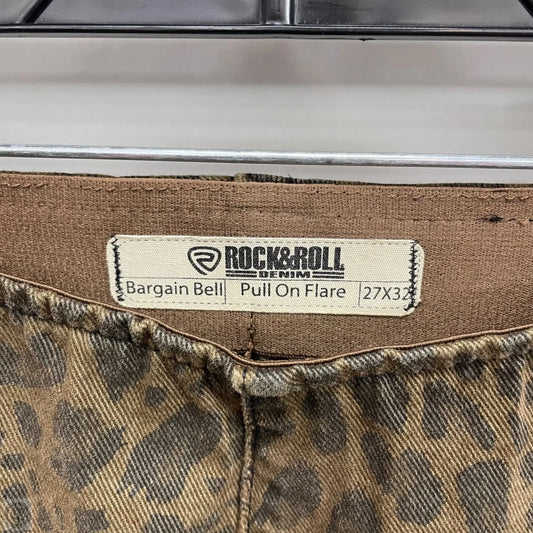 ROCK&ROLL
DENIM
Bargain Bell Pull On Flare 27X32